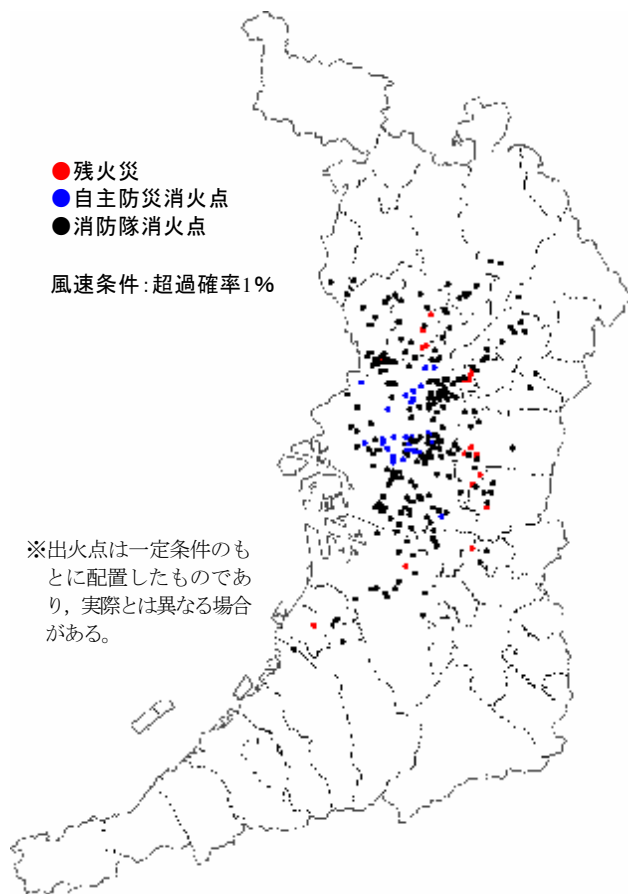 ●残火災
●自主防災消火点
●消防隊消火点
風速条件:超過確率1%
※出火点は一定条件のも
とに配置したものであ
り,実際とは異なる場合
がある。